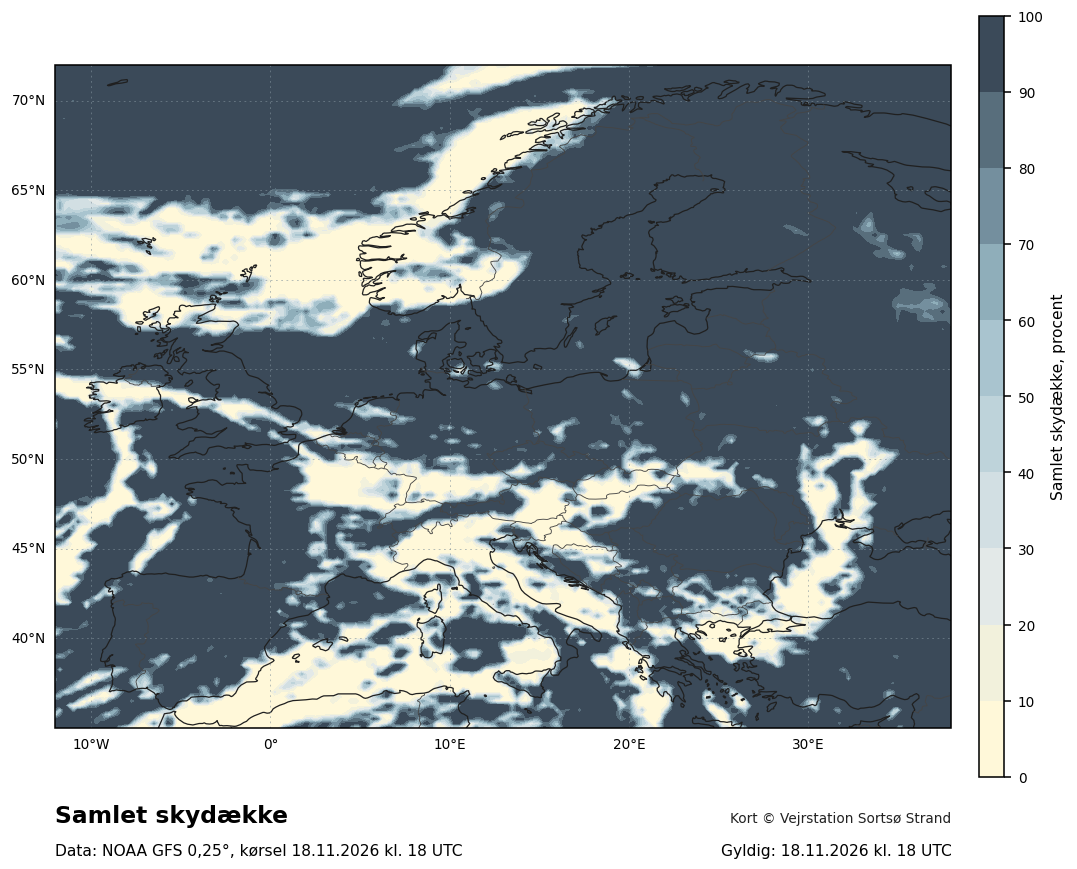 100
90
80
70
60
50
40
30
20
10
0
Samlet skydække, procent
70°N
65°N
60°N
55°N
50°N
45°N
40°N
10°W
0°
10°E
20°E
30°E
Samlet skydække
Kort © Vejrstation Sortsø Strand
Data: NOAA GFS 0,25°, kørsel 18.11.2026 kl. 18 UTC
Gyldig: 18.11.2026 kl. 18 UTC